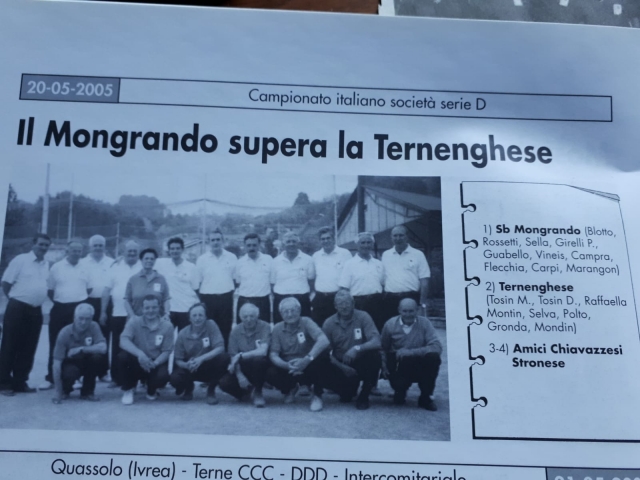 20-05-2005
Campionato italiano società serie D
Il Mongrando supera la Ternenghese
1) Sb Mongrando (Blotto,
Rossetti, Sella, Girelli P.,
Guabello, Vineis, Campra,
Flecchia, Carpi, Marangon)
2) Ternenghese
(Tosin M., Tosin D., Raffaella
Montin, Selva, Polto,
Gronda, Mondin)
3-4) Amici Chiavazzesi
Stronese
Quassolo (Ivrea) - Terne CCC - DDD - Intercomitariale